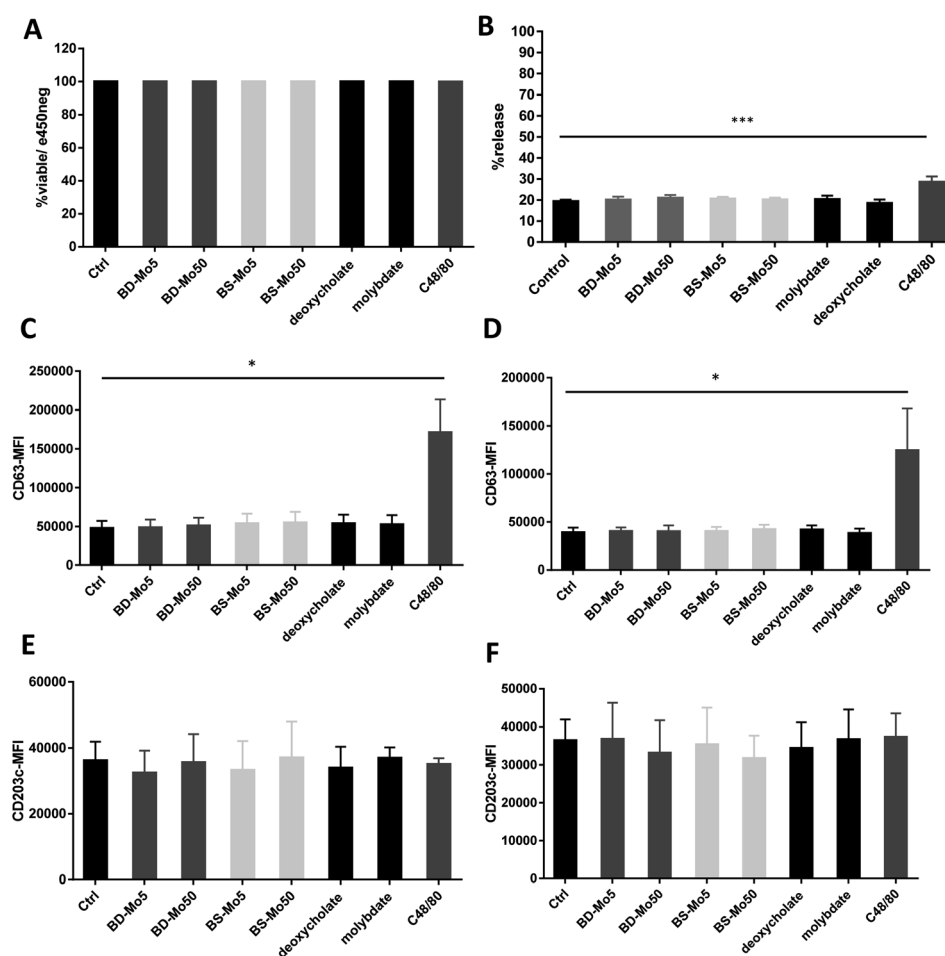 A
%viable/ e450neg
120
100
80
60
40
20
0
Ctrl
BD-Mo5
BD-Mo50
BS-Mo5
BS-Mo50
deoxycholate
molybdate
C48/80
B
%release
100
90
80
70
60
50
40
30
20
10
0
***
Control
BD-Mo5
BD-Mo50
BS-Mo5
BS-Mo50
molybdate
deoxycholate
C48/80
C
CD63-MFI
250000
200000
150000
100000
50000
0
*
Ctrl
BD-Mo5
BD-Mo50
BS-Mo5
BS-Mo50
deoxycholate
molybdate
C48/80
D
CD63-MFI
200000
150000
100000
50000
0
*
Ctrl
BD-Mo5
BD-Mo50
BS-Mo5
BS-Mo50
deoxycholate
molybdate
C48/80
E
CD203c-MFI
60000
40000
20000
0
Ctrl
BD-Mo5
BD-Mo50
BS-Mo5
BS-Mo50
deoxycholate
molybdate
C48/80
F
CD203c-MFI
50000
40000
30000
20000
10000
0
Ctrl
BD-Mo5
BD-Mo50
BS-Mo5
BS-Mo50
deoxycholate
molybdate
C48/80